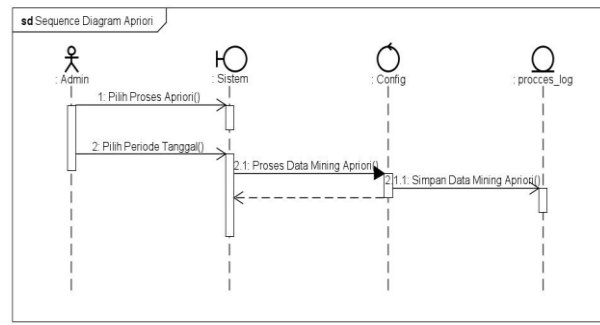 sd Sequence Diagram Apriori
: Admin
: Sistem
: Config
: procces_log
1: Pilih Proses Apriori()
2: Pilih Periode Tanggal()
2.1: Proses Data Mining Apriori()
2.1.1: Simpan Data Mining Apriori()